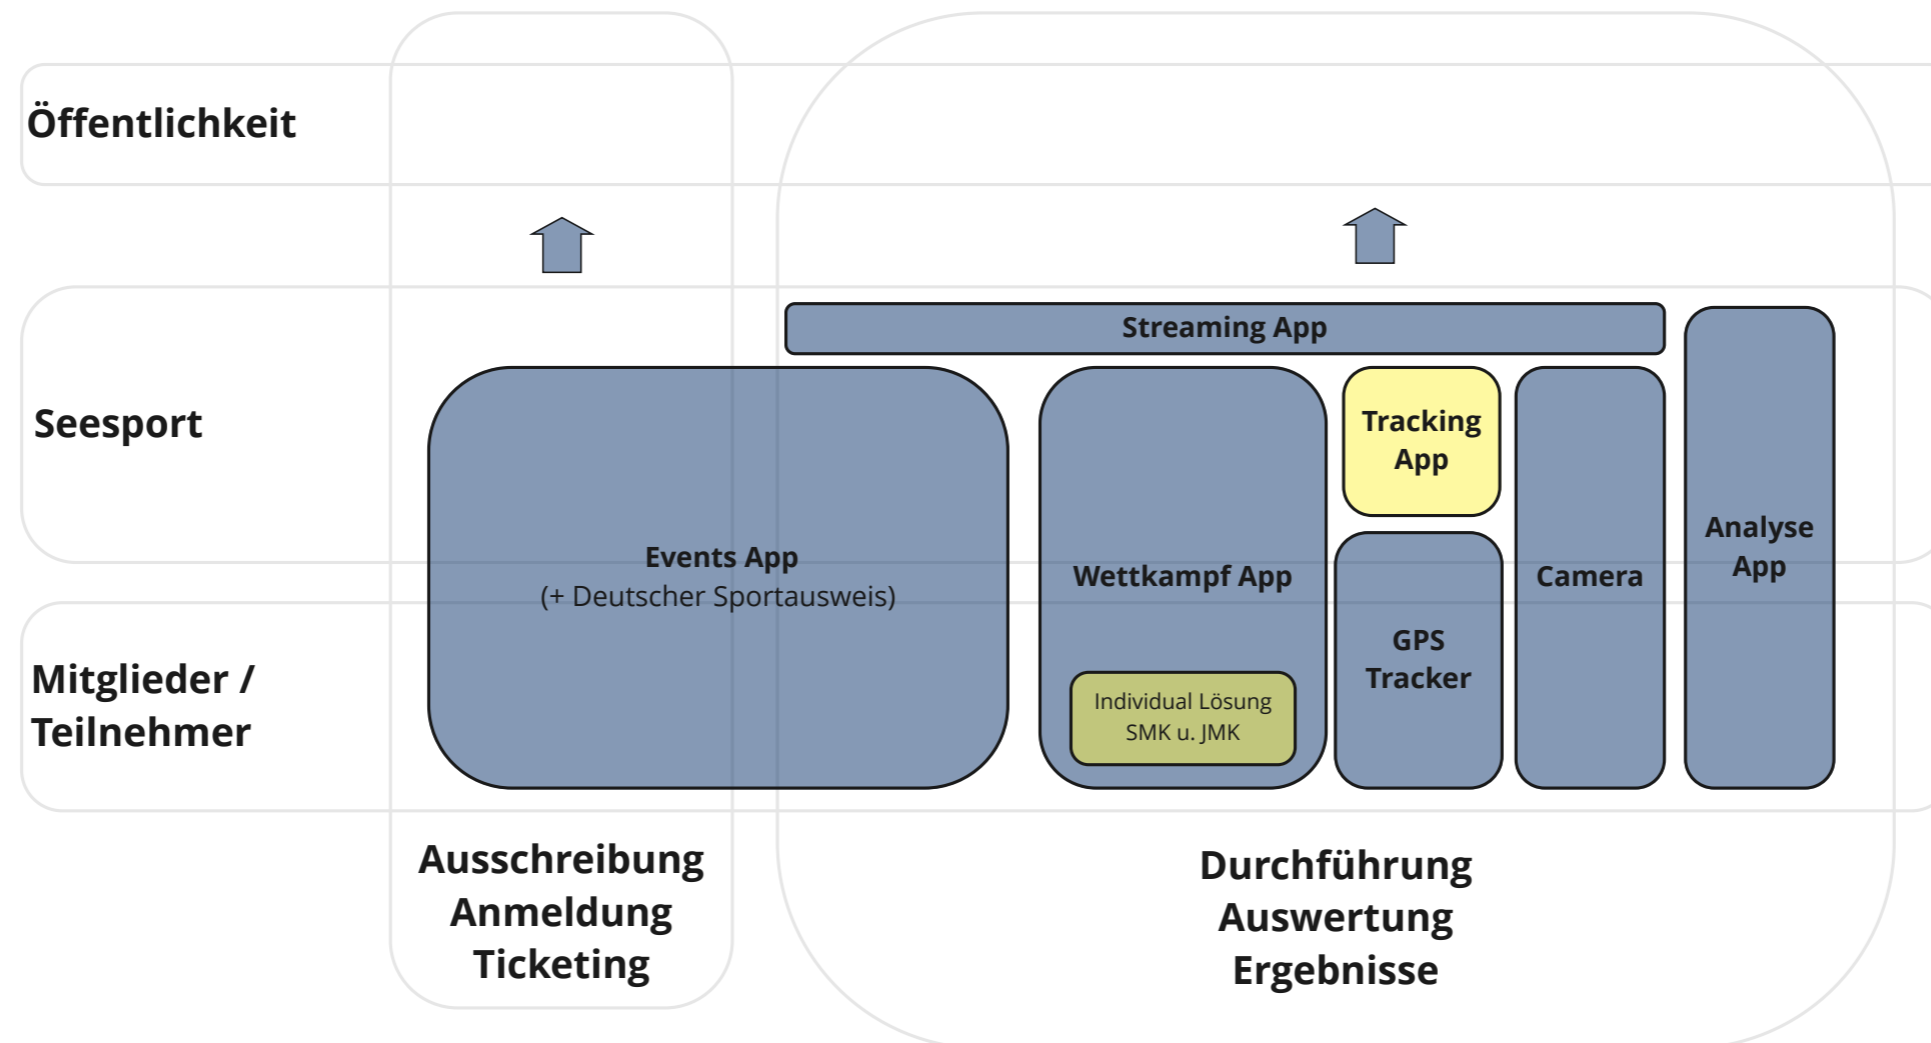 Öffentlichkeit
Seesport
Mitglieder /
Teilnehmer
Streaming App
Events App
(+ Deutscher Sportausweis)
Wettkampf App
Individual Lösung
SMK u. JMK
Tracking
App
GPS
Tracker
Camera
Analyse
App
Ausschreibung
Anmeldung
Ticketing
Durchführung
Auswertung
Ergebnisse